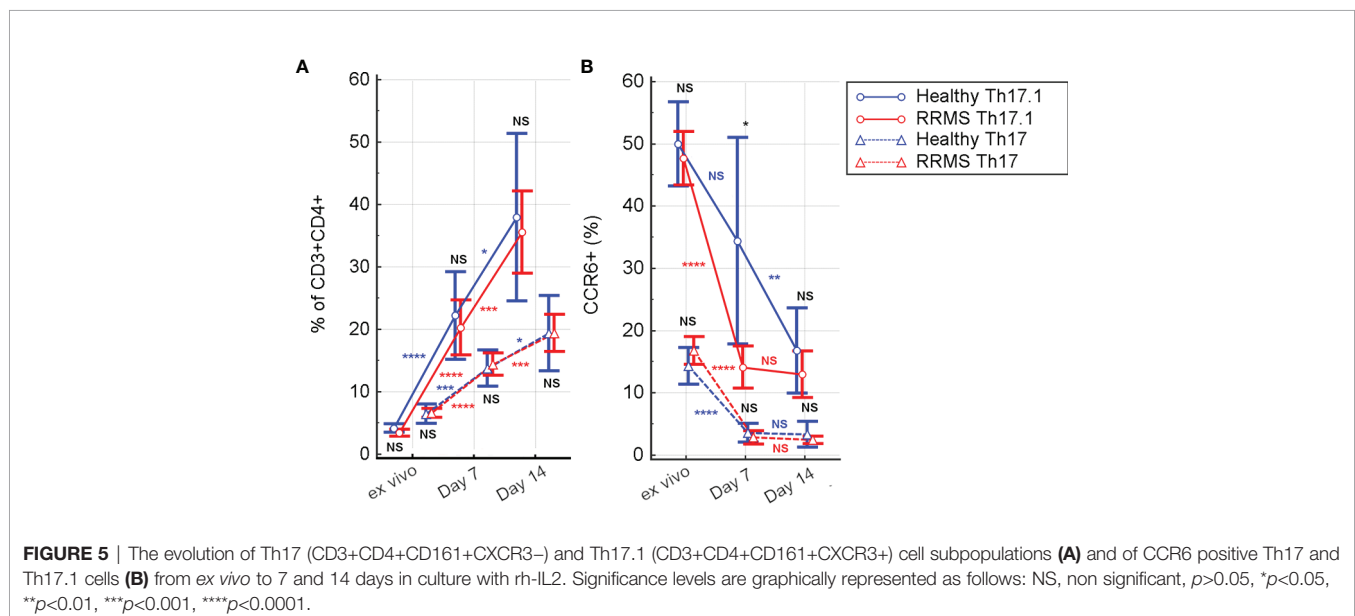 A
B
60
50
40
30
20
10
0
% of CD3+CD4+
NS
NS
*
***
****
****
***
****
*
***
NS
NS
NS
NS
ex vivo
Day 7
Day 14
60
50
40
30
20
10
0
CCR6+ (%)
NS
*
NS
****
**
NS
NS
****
NS
****
NS
NS
NS
NS
ex vivo
Day 7
Day 14
Healthy Th17.1
RRMS Th17.1
Healthy Th17
RRMS Th17
FIGURE 5 | The evolution of Th17 (CD3+CD4+CD161+CXCR3−) and Th17.1 (CD3+CD4+CD161+CXCR3+) cell subpopulations (A) and of CCR6 positive Th17 and
Th17.1 cells (B) from ex vivo to 7 and 14 days in culture with rh-IL2. Significance levels are graphically represented as follows: NS, non significant, p>0.05, *p<0.05,
**p<0.01, ***p<0.001, ****p<0.0001.